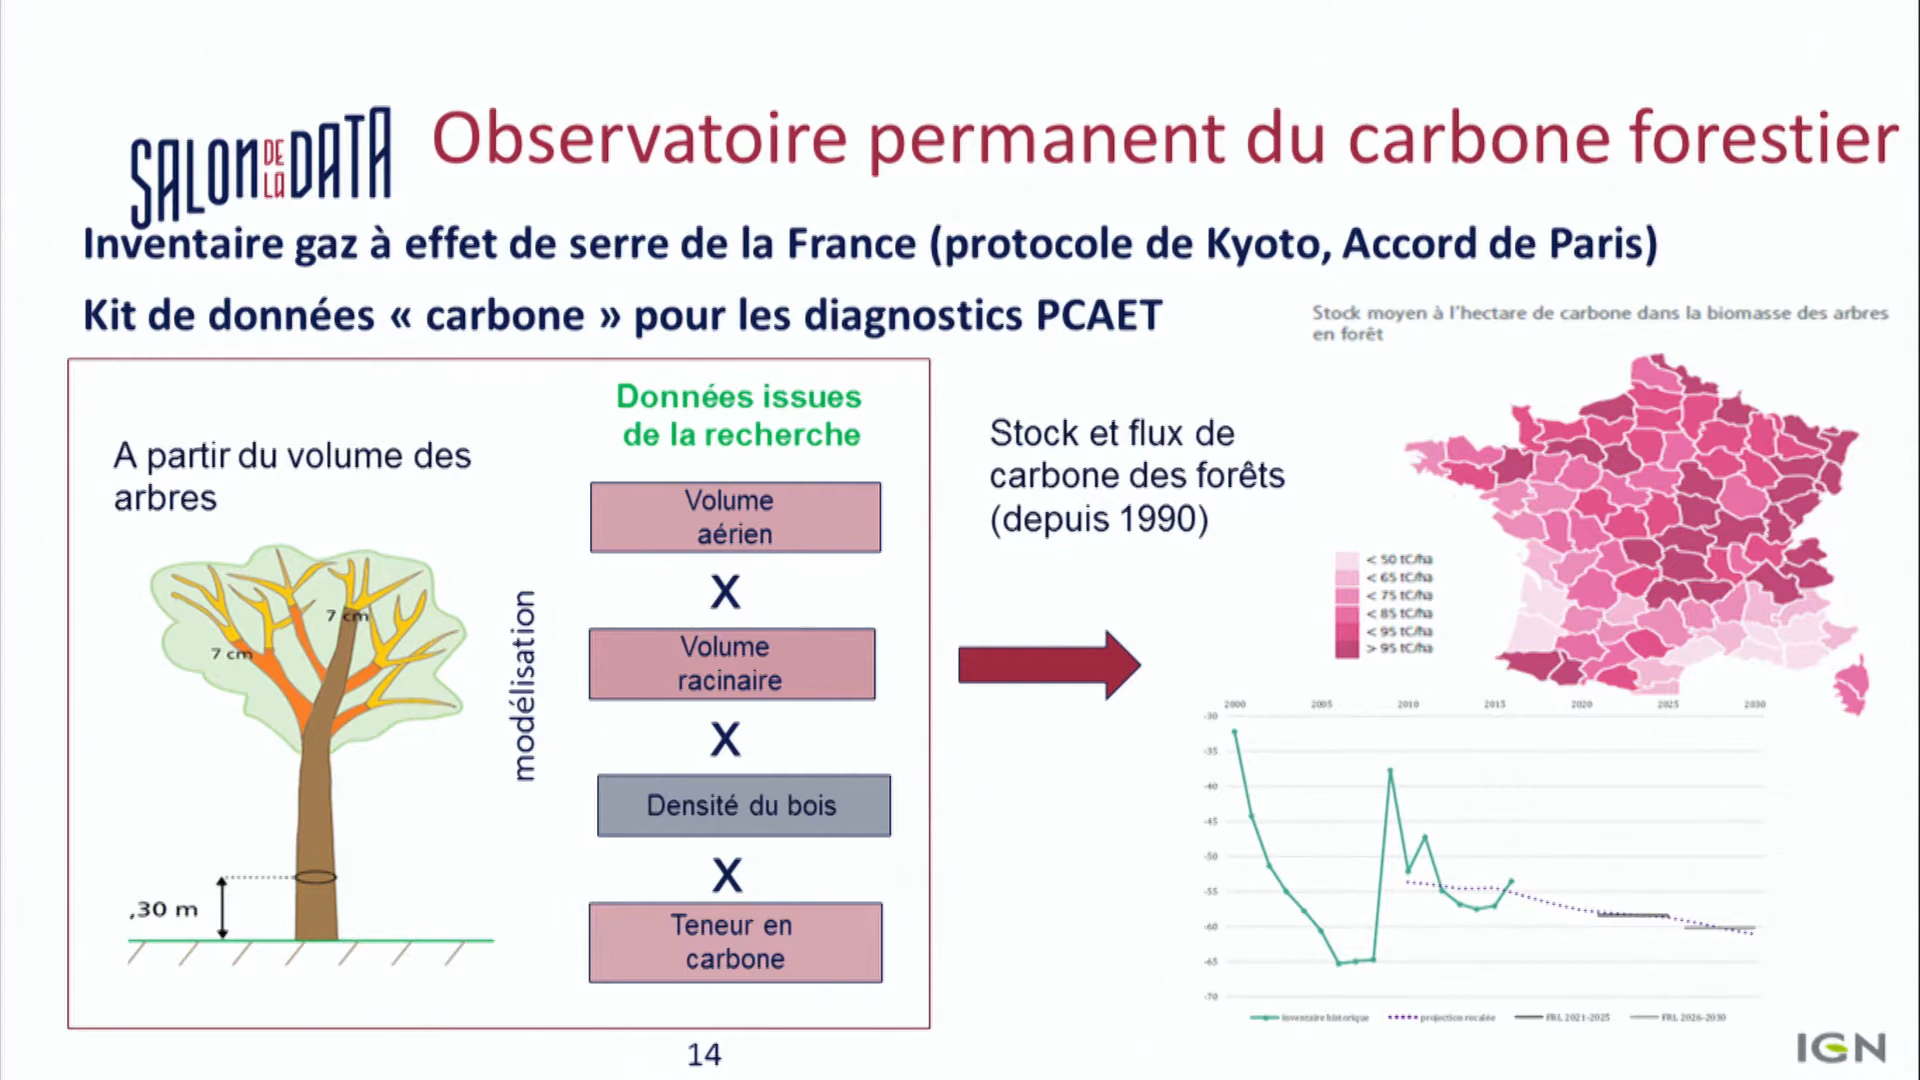 SALON DE LA DATA
Observatoire permanent du carbone forestier
Inventaire gaz à effet de serre de la France (protocole de Kyoto, Accord de Paris)
Kit de données « carbone » pour les diagnostics PCAET
A partir du volume des
arbres
7 cm
7 cm
,30 m
modélisation
Données issues
de la recherche
Volume
aérien
X
Volume
racinaire
X
Densité du bois
X
Teneur en
carbone
Stock et flux de
carbone des forêts
(depuis 1990)
Stock moyen à l'hectare de carbone dans la biomasse des arbres
en forêt
< 50 tC/ha
< 65 tC/ha
< 75 tC/ha
< 85 tC/ha
< 95 tC/ha
> 95 tC/ha
2000 2005 2010 2015 2020 2025 2030
-30
-35
-40
-45
-50
-55
-60
-65
-70
inventaire historique projection recalée FRL 2021-2025 FRL 2026-2030
14
IGN